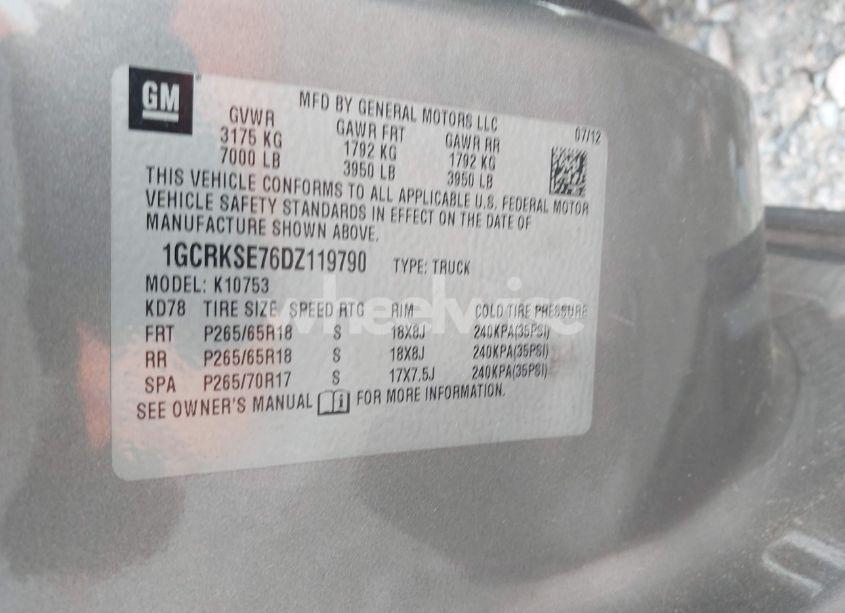 GM
MFD BY GENERAL MOTORS LLC
GVWR GAWR FRT GAWR RR 07/12
3175 KG 1792 KG 1792 KG
7000 LB 3950 LB 3950 LB
THIS VEHICLE CONFORMS TO ALL APPLICABLE U.S. FEDERAL MOTOR
VEHICLE SAFETY STANDARDS IN EFFECT ON THE DATE OF
MANUFACTURE SHOWN ABOVE.
1GCRKSE76DZ119790 TYPE: TRUCK
MODEL: K10753
KD78 TIRE SIZE SPEED RTG RIM COLD TIRE PRESSURE
FRT P265/65R18 S 18X8J 240KPA(35PSI)
RR P265/65R18 S 18X8J 240KPA(35PSI)
SPA P265/70R17 S 17X7.5J 240KPA(35PSI)
SEE OWNER'S MANUAL FOR MORE INFORMATION.